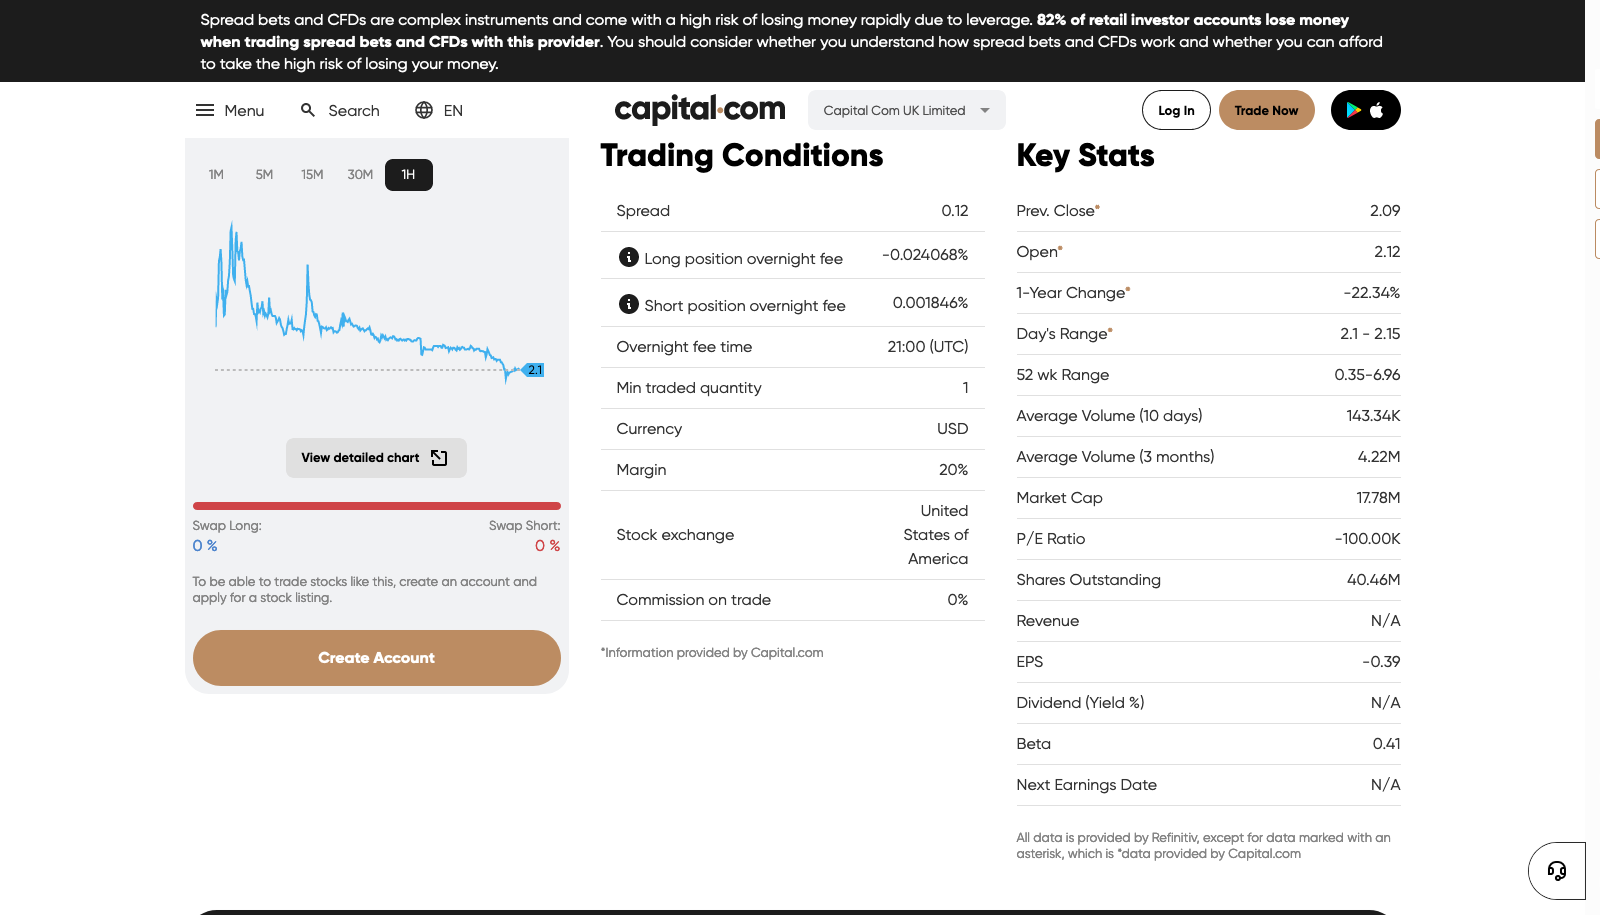 Spread bets and CFDs are complex instruments and come with a high risk of losing money rapidly due to leverage. 82% of retail investor accounts lose money
when trading spread bets and CFDs with this provider. You should consider whether you understand how spread bets and CFDs work and whether you can afford
to take the high risk of losing your money.
Menu
Search
EN
capital.com
Capital Com UK Limited
Log In
Trade Now
1M 5M 15M 30M 1H
2.1
View detailed chart
Swap Long: Swap Short:
0 % 0 %
To be able to trade stocks like this, create an account and
apply for a stock listing.
Create Account
Trading Conditions
Spread 0.12
Long position overnight fee -0.024068%
Short position overnight fee 0.001846%
Overnight fee time 21:00 (UTC)
Min traded quantity 1
Currency USD
Margin 20%
Stock exchange United
States of
America
Commission on trade 0%
*Information provided by Capital.com
Key Stats
Prev. Close* 2.09
Open* 2.12
1-Year Change* -22.34%
Day's Range* 2.1 - 2.15
52 wk Range 0.35-6.96
Average Volume (10 days) 143.34K
Average Volume (3 months) 4.22M
Market Cap 17.78M
P/E Ratio -100.00K
Shares Outstanding 40.46M
Revenue N/A
EPS -0.39
Dividend (Yield %) N/A
Beta 0.41
Next Earnings Date N/A
All data is provided by Refinitiv, except for data marked with an
asterisk, which is *data provided by Capital.com